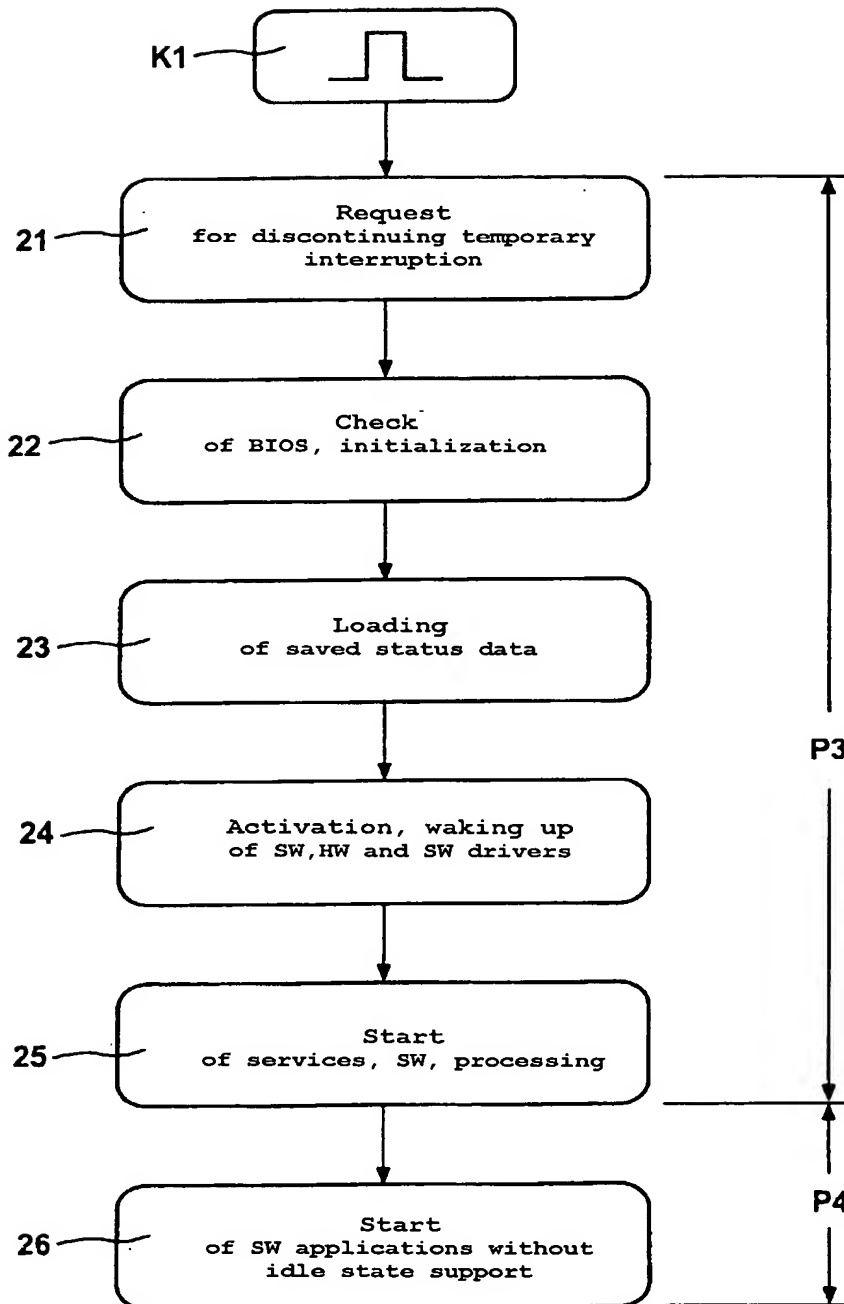 K1
21
Request
for discontinuing temporary
interruption
22
Check
of BIOS, initialization
23
Loading
of saved status data
P3
24
Activation, waking up
of SW,HW and SW drivers
25
Start
of services, SW, processing
P4
26
Start
of SW applications without
idle state support